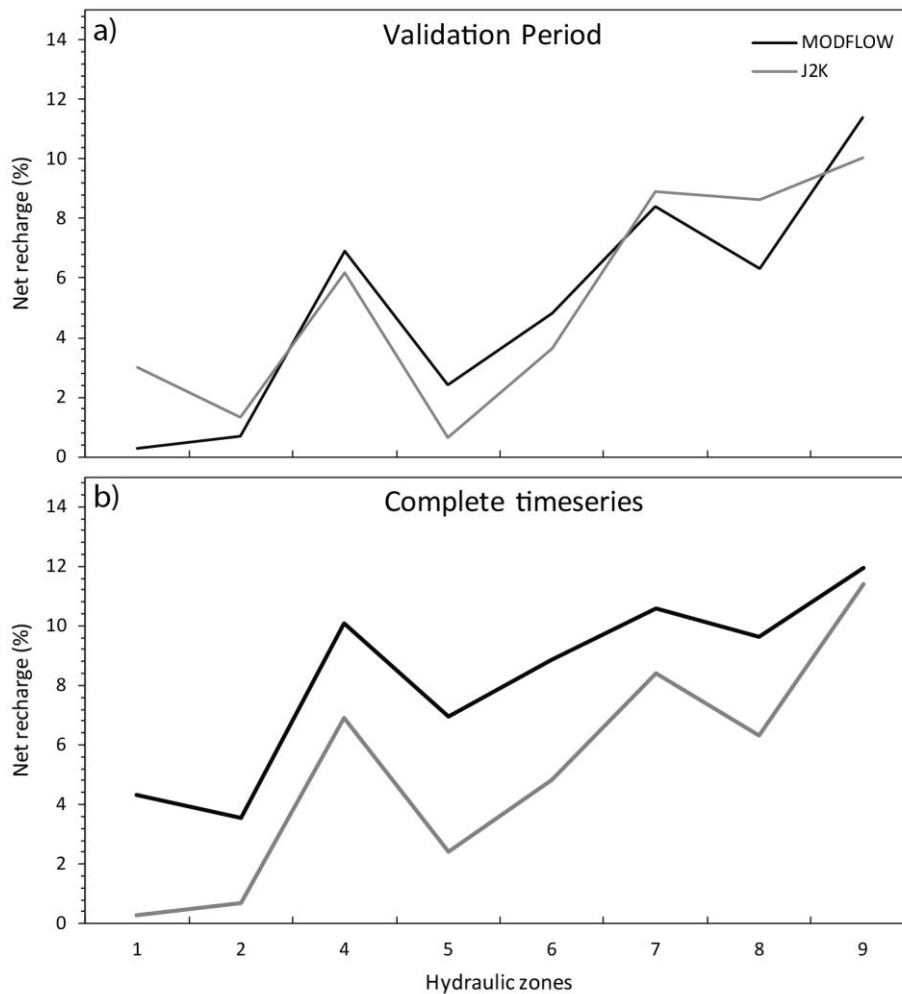 a)
Validation Period
MODFLOW
J2K
14
12
10
8
6
4
2
0
Net recharge (%)
b)
Complete timeseries
14
12
10
8
6
4
2
0
Net recharge (%)
1 2 4 5 6 7 8 9
Hydraulic zones